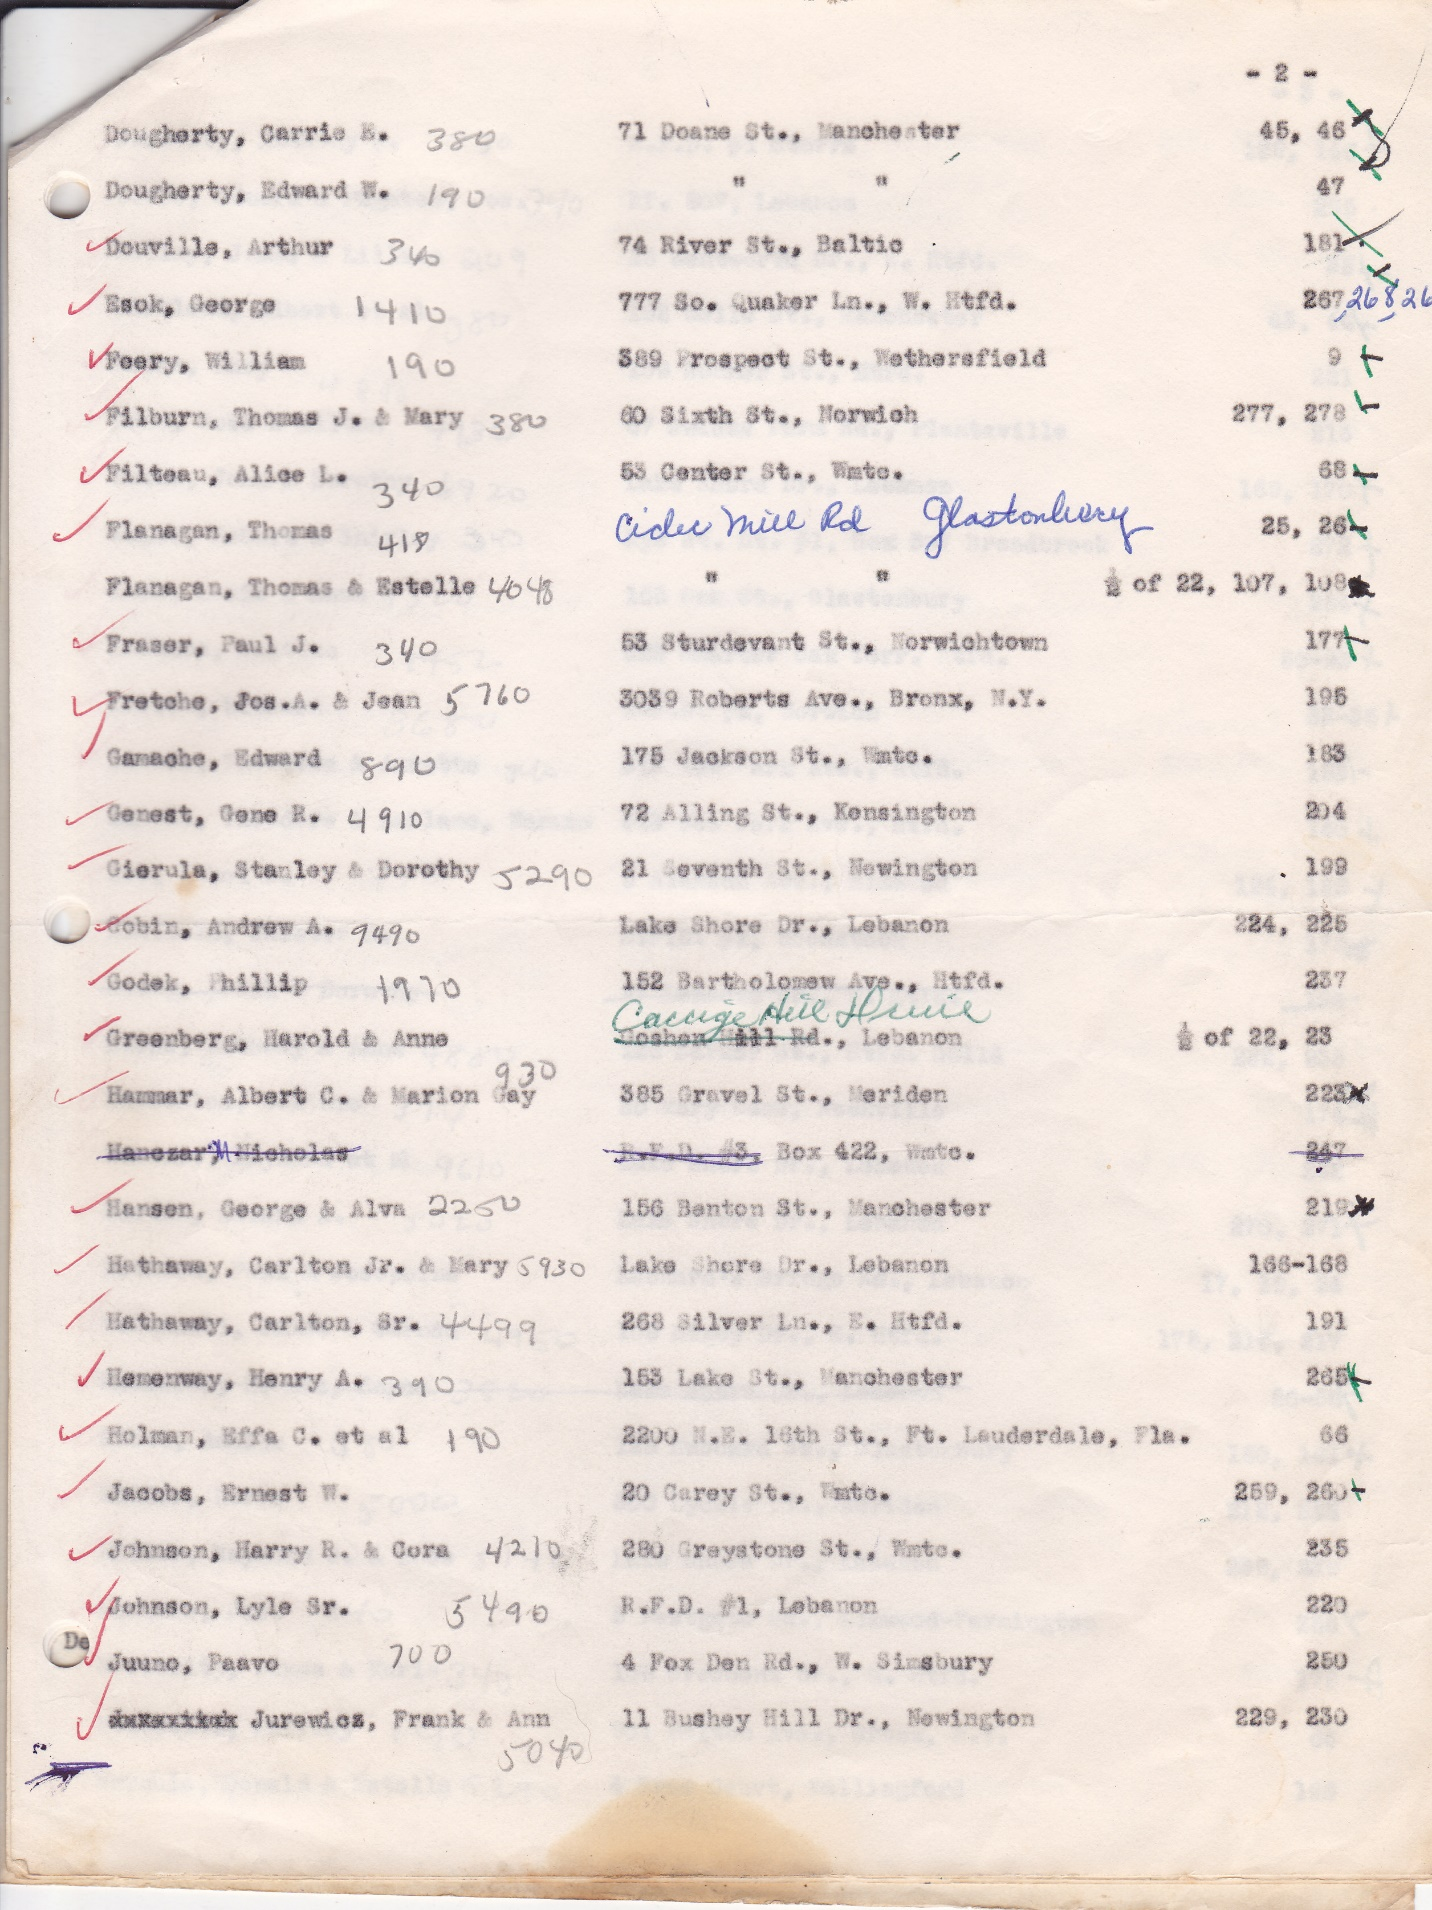 - 2 -
Dougherty, Carrie E. 380 71 Doane St., Manchester 45, 46
Dougherty, Edward W. 190 " " 47
Douville, Arthur 340 74 River St., Baltic 181
Esok, George 1410 777 So. Quaker Ln., W. Htfd. 267, 268, 26
Feery, William 190 389 Prospect St., Wethersfield 9
Filburn, Thomas J. & Mary 380 60 Sixth St., Norwich 277, 278
Filteau, Alice L. 340 53 Center St., Wmtc. 68
Flanagan, Thomas 418 Cider Mill Rd Glastonbury 25, 26
Flanagan, Thomas & Estelle 4048 " " ½ of 22, 107, 108
Fraser, Paul J. 340 53 Sturdevant St., Norwichtown 177
Fretche, Jos.A. & Jean 5760 3039 Roberts Ave., Bronx, N.Y. 195
Gamache, Edward 890 175 Jackson St., Wmtc. 183
Genest, Gene R. 4910 72 Alling St., Kensington 204
Gierula, Stanley & Dorothy 5290 21 Seventh St., Newington 199
Gobin, Andrew A. 9490 Lake Shore Dr., Lebanon 224, 225
Godek, Phillip 1970 152 Bartholomew Ave., Htfd. 237
Carrige Hill Drive
Greenberg, Harold & Anne Goshen Hill Rd., Lebanon ½ of 22, 23
930
Hammar, Albert C. & Marion Gay 385 Gravel St., Meriden 223
Hanczar, M. Nicholas R.F.D. #3, Box 422, Wmtc. 247
Hansen, George & Alva 2250 156 Benton St., Manchester 219
Hathaway, Carlton Jr. & Mary 5930 Lake Shore Dr., Lebanon 166-168
Hathaway, Carlton, Sr. 4499 268 Silver Ln., E. Htfd. 191
Hemenway, Henry A. 390 153 Lake St., Manchester 265
Holman, Effa C. et al 190 2200 N.E. 16th St., Ft. Lauderdale, Fla. 66
Jacobs, Ernest W. 20 Carey St., Wmtc. 259, 260
Johnson, Harry R. & Cora 4210 280 Greystone St., Wmtc. 235
Johnson, Lyle Sr. 5490 R.F.D. #1, Lebanon 220
De
Juuno, Paavo 700 4 Fox Den Rd., W. Simsbury 250
Jurewicz, Frank & Ann 11 Bushey Hill Dr., Newington 229, 230
5040